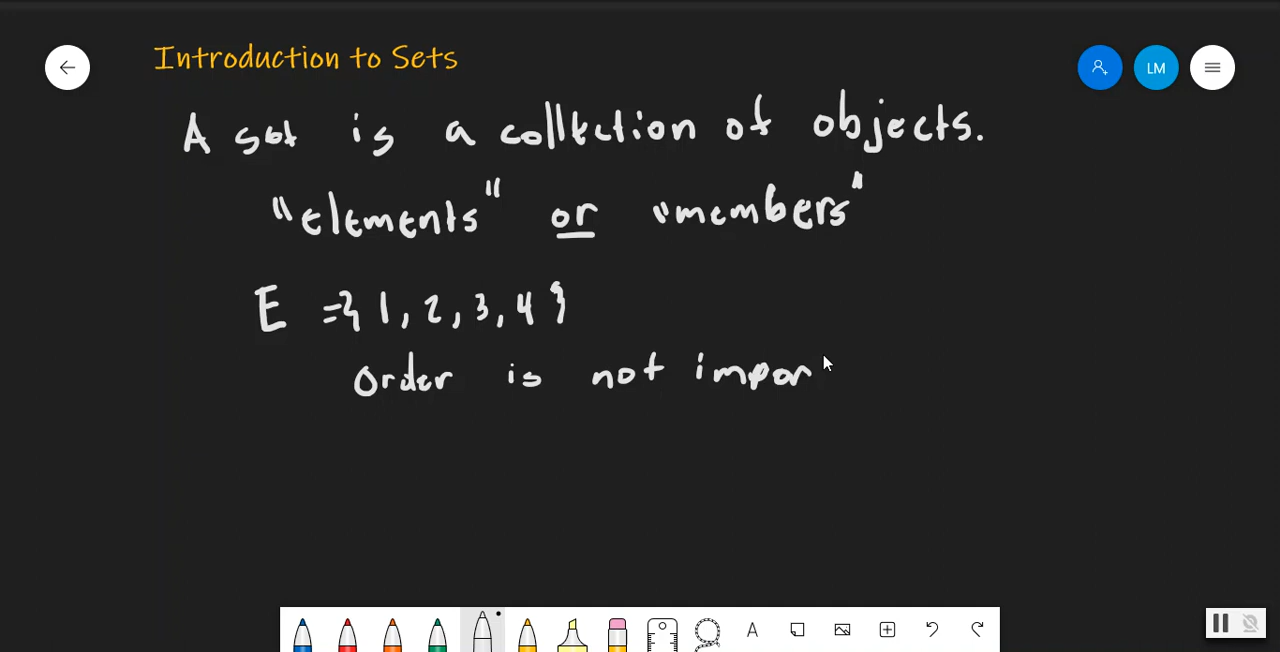 Introduction to Sets
LM
A set is a collection of objects.
"elements" or "members"
E = { 1, 2, 3, 4 }
Order is not impor
A